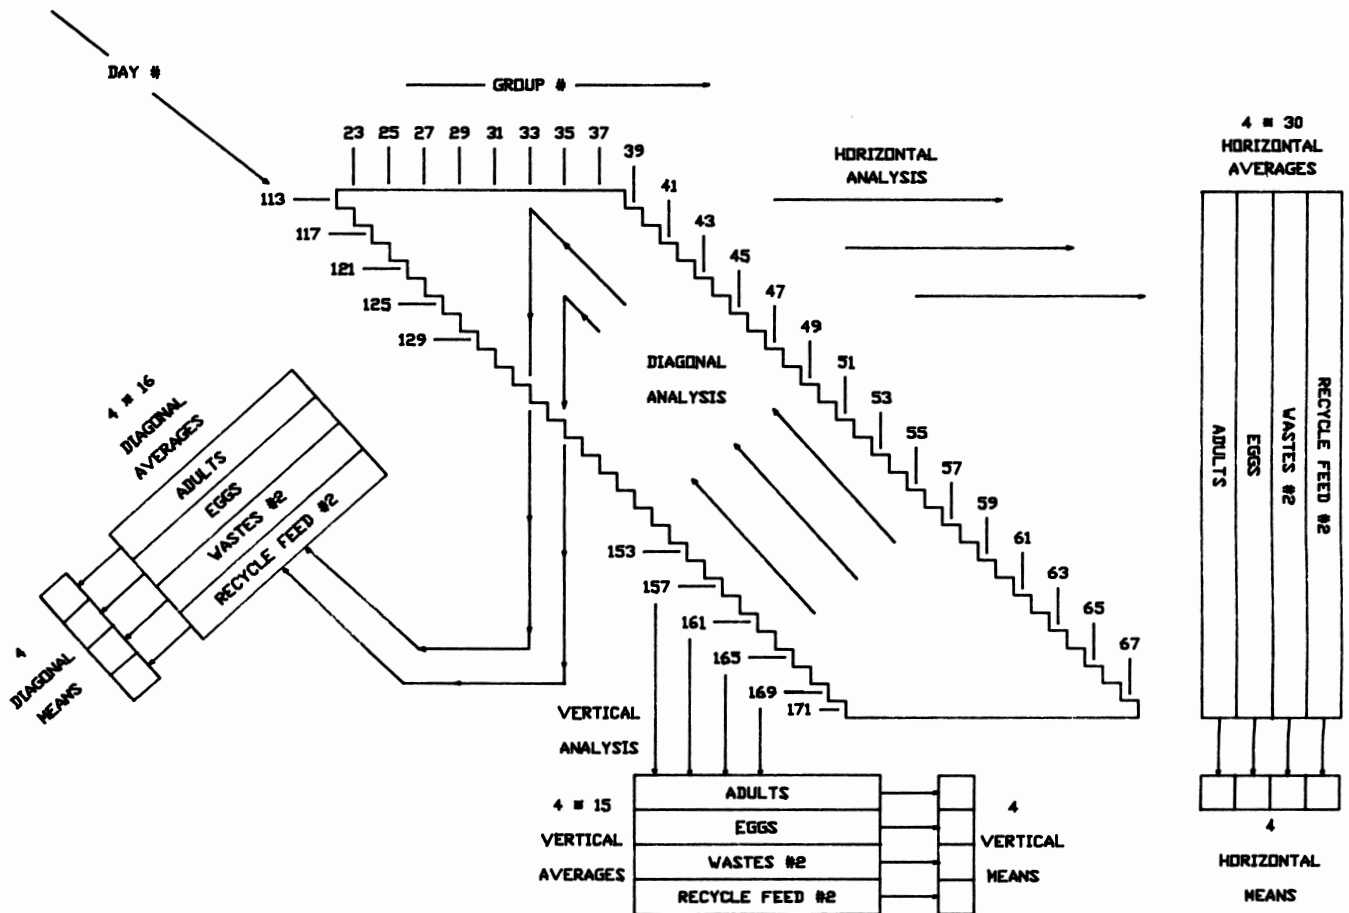 DAY #
GROUP #
23 25 27 29 31 33 35 37
39
41
43
45
47
49
51
53
55
57
59
61
63
65
67
113
117
121
125
129
153
157
161
165
169
171
HORIZONTAL
ANALYSIS
4 * 30
HORIZONTAL
AVERAGES
ADULTS
EGGS
WASTES #2
RECYCLE FEED #2
4
HORIZONTAL
MEANS
DIAGONAL
ANALYSIS
4 * 16
DIAGONAL
AVERAGES
ADULTS
EGGS
WASTES #2
RECYCLE FEED #2
4
DIAGONAL
MEANS
VERTICAL
ANALYSIS
4 * 15
VERTICAL
AVERAGES
ADULTS
EGGS
WASTES #2
RECYCLE FEED #2
4
VERTICAL
MEANS